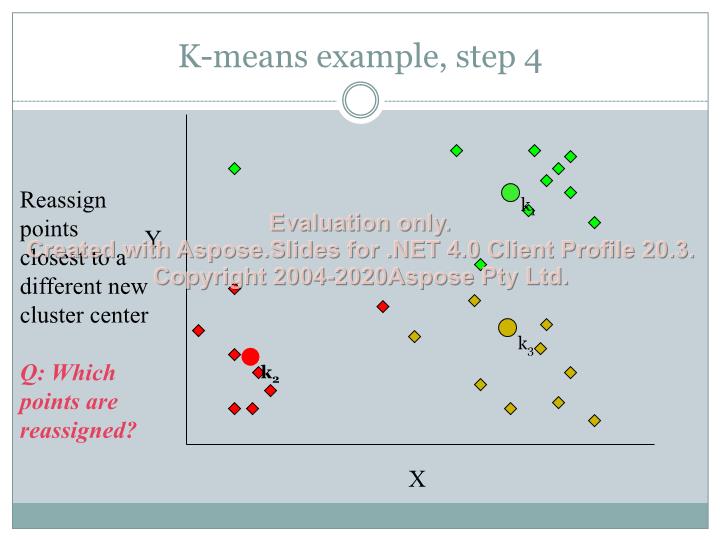 K-means example, step 4
Reassign
points
closest to a
different new
cluster center
Q: Which
points are
reassigned?
Y
k
Evaluation only.
Created with Aspose.Slides for .NET 4.0 Client Profile 20.3.
Copyright 2004-2020Aspose Pty Ltd.
k3
k2
X